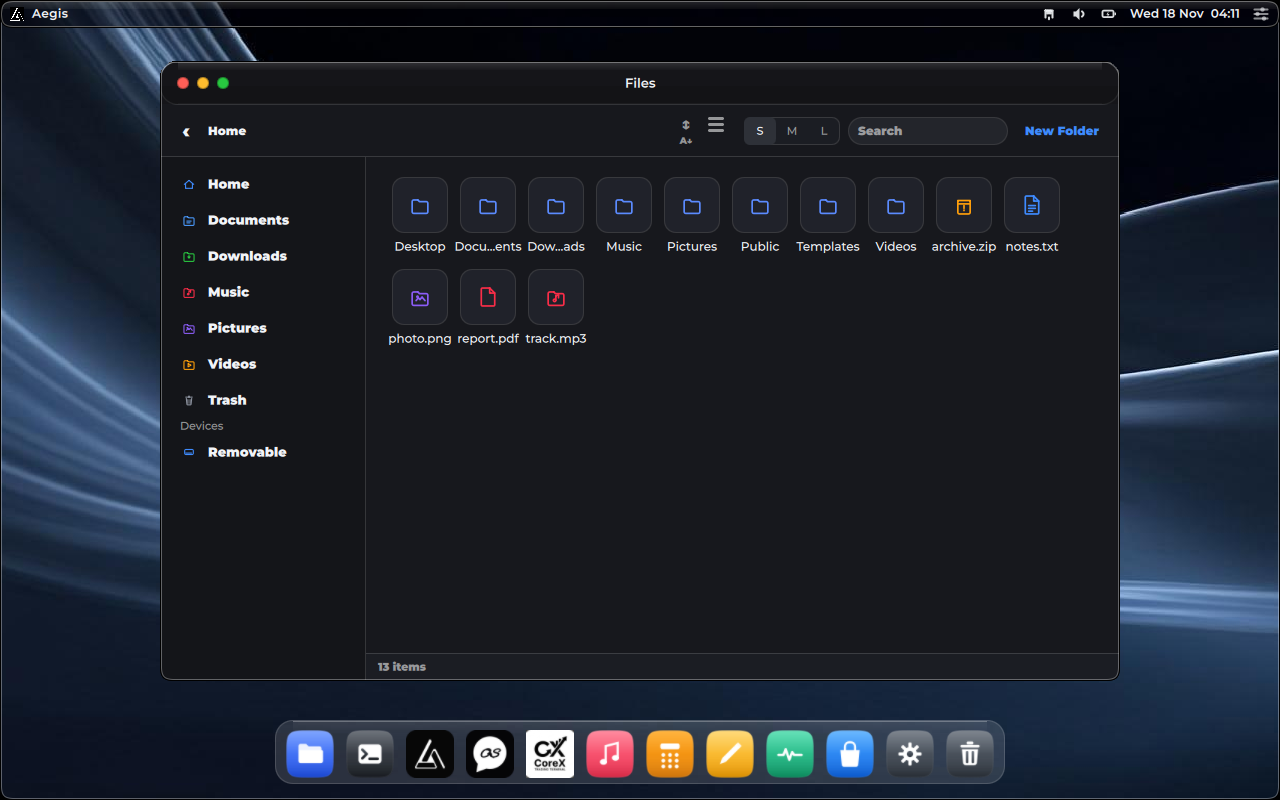 Aegis
Wed 18 Nov 04:11
Files
Home
A
S M L
Search
New Folder
Home
Documents
Downloads
Music
Pictures
Videos
Trash
Devices
Removable
Desktop Docu...ents Dow...ads Music Pictures Public Templates Videos archive.zip notes.txt
photo.png report.pdf track.mp3
13 items
as
CX
CoreX